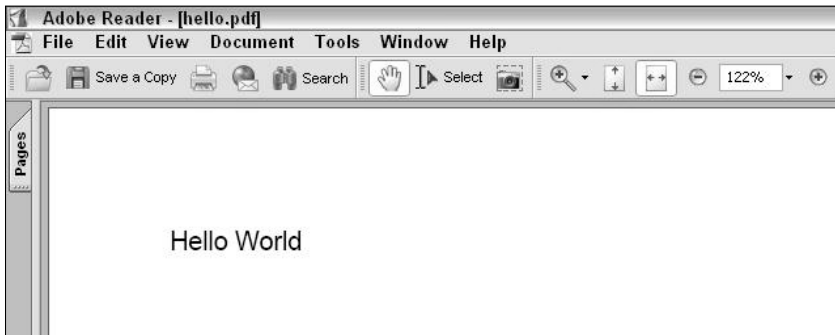 Adobe Reader - [hello.pdf]
File Edit View Document Tools Window Help
Save a Copy Search Select 122%
Pages
Hello World